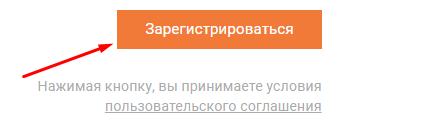 Зарегистрироваться
Нажимая кнопку, вы принимаете условия
пользовательского соглашения